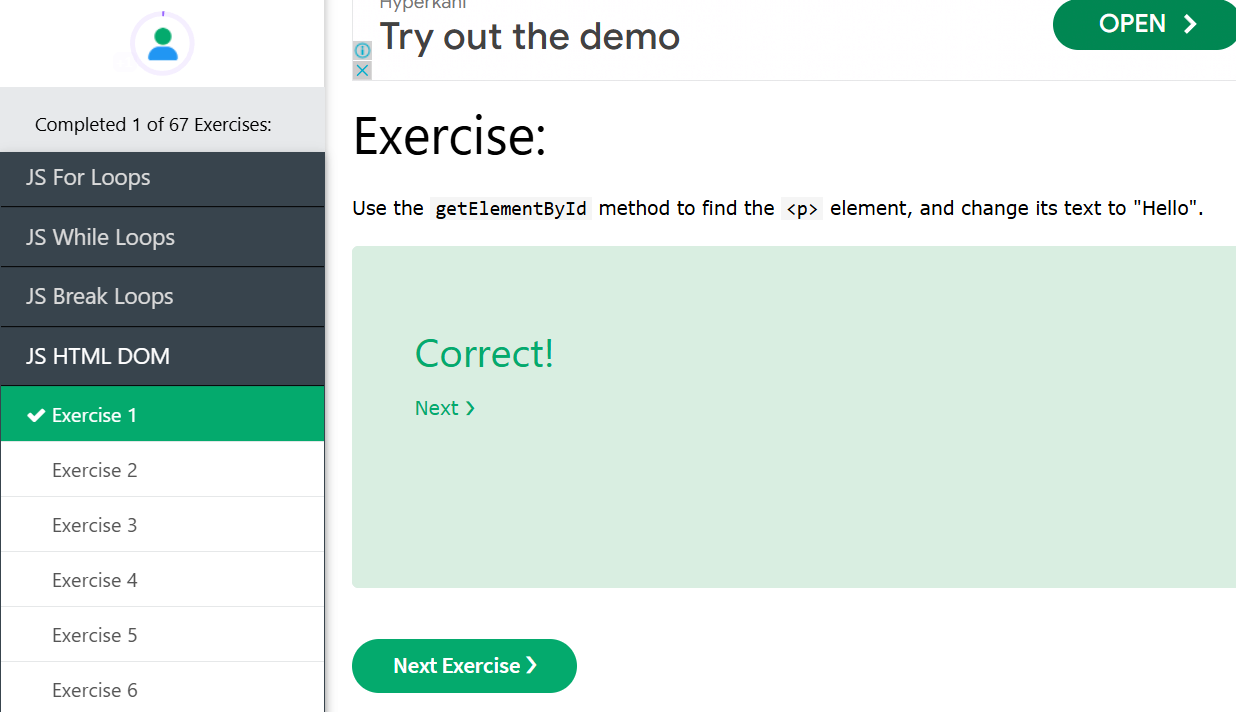 Hyperkani
Try out the demo
OPEN
Completed 1 of 67 Exercises:
JS For Loops
JS While Loops
JS Break Loops
JS HTML DOM
Exercise 1
Exercise 2
Exercise 3
Exercise 4
Exercise 5
Exercise 6
Exercise:
Use the getElementById method to find the <p> element, and change its text to "Hello".
Correct!
Next ❯
Next Exercise ❯